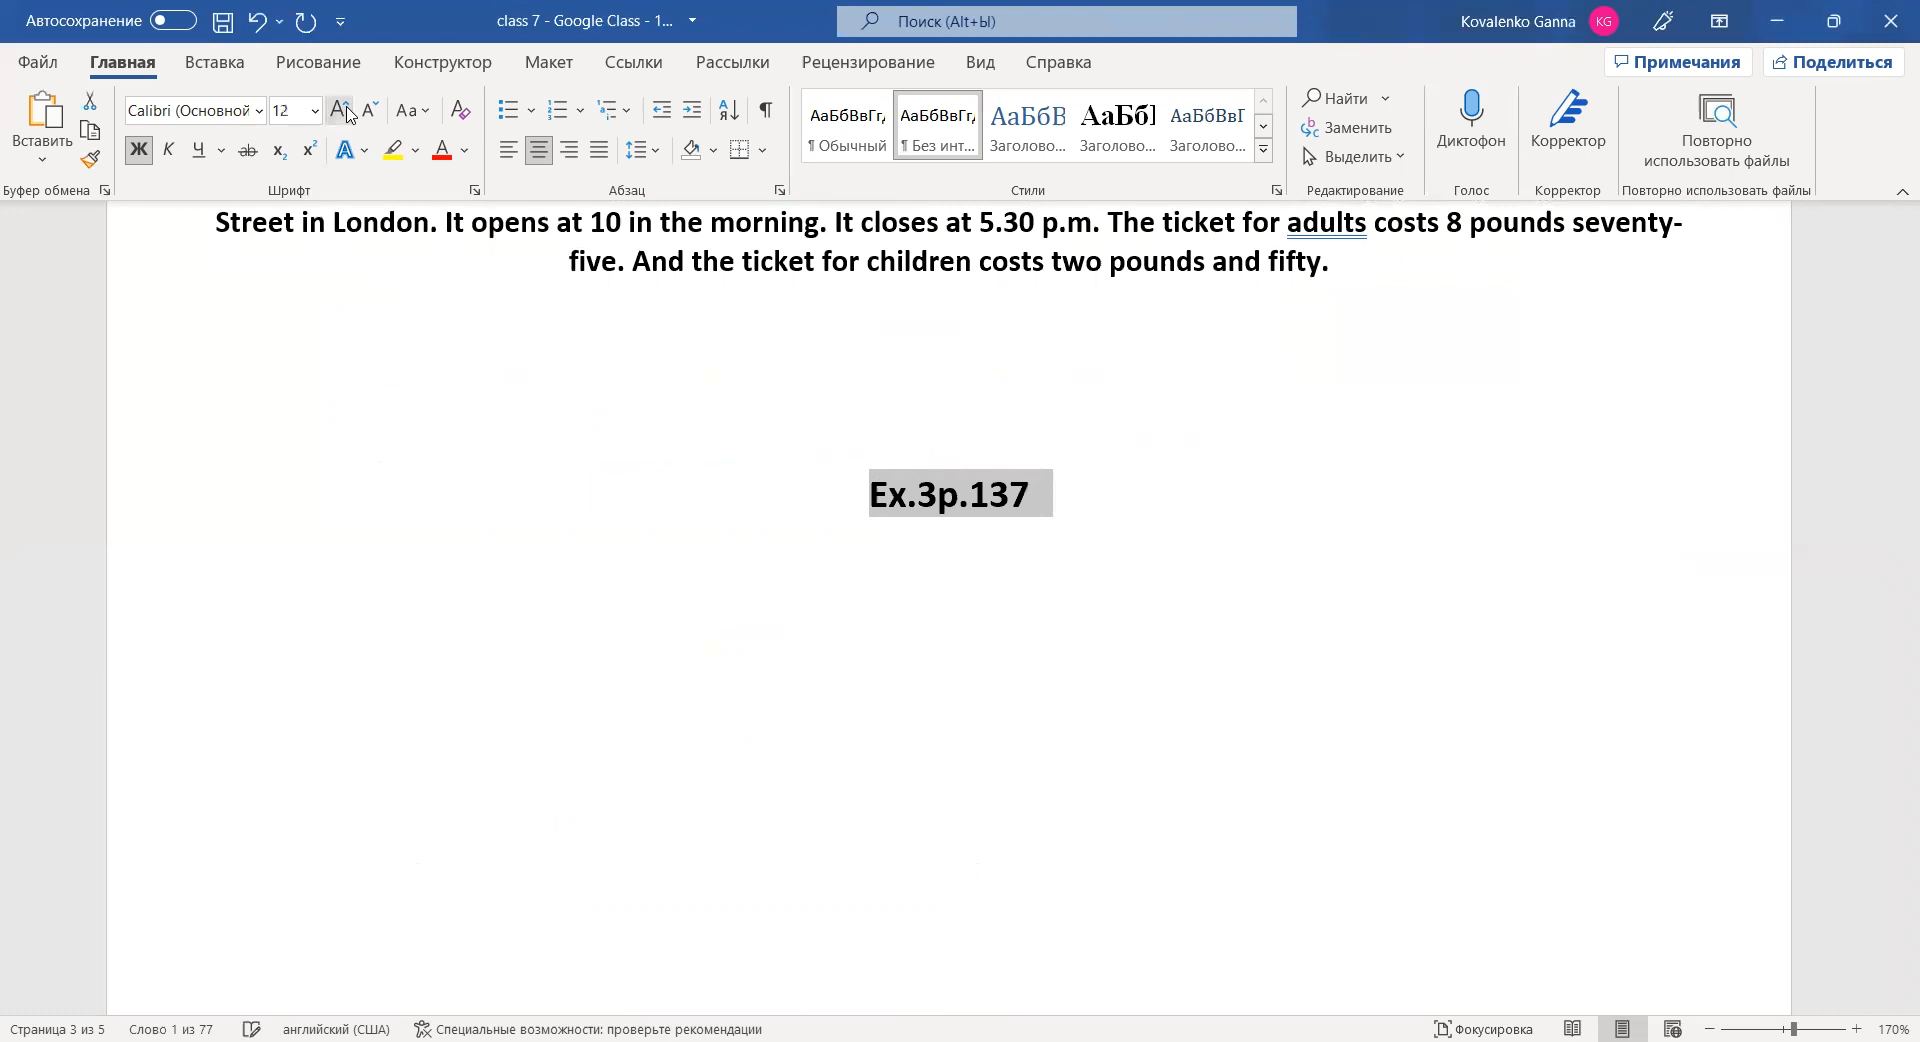 Автосохранение
class 7 - Google Class - 1...
Поиск (Alt+Ы)
Kovalenko Ganna
KG
Файл Главная Вставка Рисование Конструктор Макет Ссылки Рассылки Рецензирование Вид Справка
Примечания
Поделиться
Вставить
Буфер обмена
Calibri (Основной
12
Aa
Ж К Ч ab x₂ x² A A
Шрифт
Абзац
АаБбВвГг, АаБбВвГг, АаБбВ АаБб] АаБбВвГ
¶ Обычный ¶ Без инт... Заголово... Заголово... Заголово...
Стили
Найти
Заменить
Выделить
Редактирование
Диктофон
Голос
Корректор
Корректор
Повторно
использовать файлы
Повторно использовать файлы
Street in London. It opens at 10 in the morning. It closes at 5.30 p.m. The ticket for adults costs 8 pounds seventy-
five. And the ticket for children costs two pounds and fifty.
Ex.3p.137
Страница 3 из 5 Слово 1 из 77 английский (США) Специальные возможности: проверьте рекомендации
Фокусировка
170%